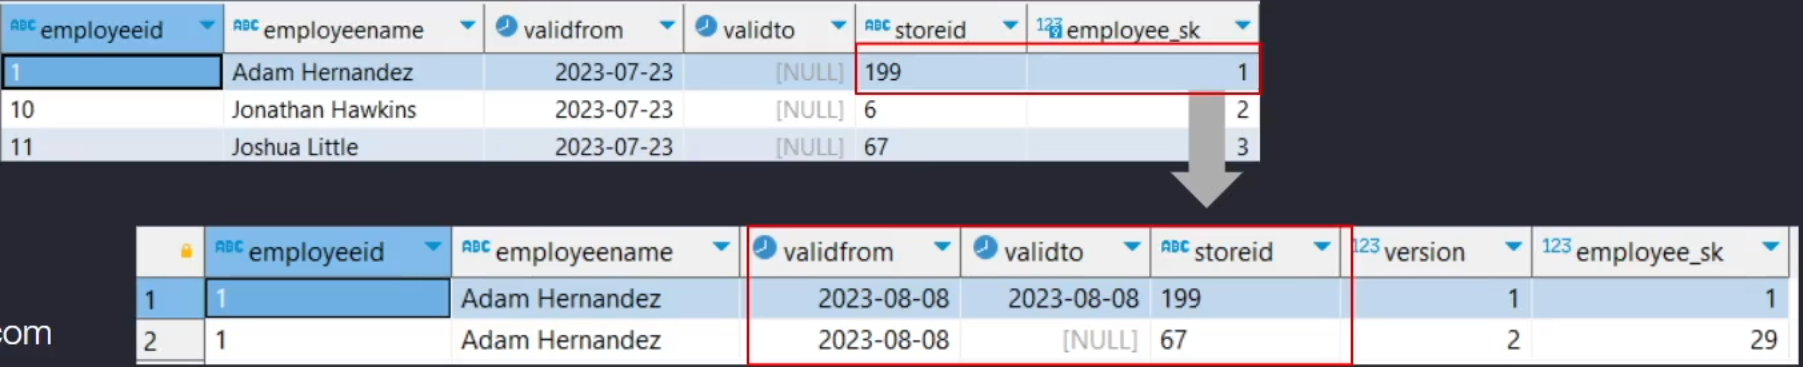 ABC employeeid ABC employeename validfrom validto ABC storeid 123 employee_sk
1 Adam Hernandez 2023-07-23 [NULL] 199 1
10 Jonathan Hawkins 2023-07-23 [NULL] 6 2
11 Joshua Little 2023-07-23 [NULL] 67 3
ABC employeeid ABC employeename validfrom validto ABC storeid 123 version 123 employee_sk
1 1 Adam Hernandez 2023-08-08 2023-08-08 199 1 1
com
2 1 Adam Hernandez 2023-08-08 [NULL] 67 2 29